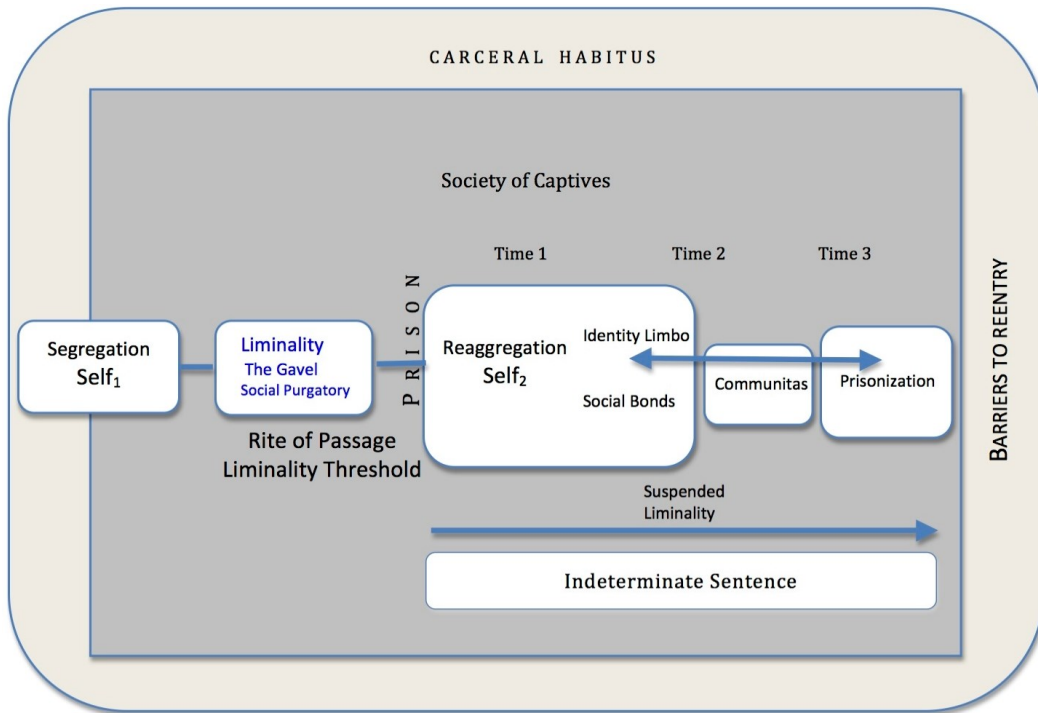 CARCERAL HABITUS
Society of Captives
Time 1
Time 2
Time 3
PRISON
Segregation
Self₁
Liminality
The Gavel
Social Purgatory
Rite of Passage
Liminality Threshold
Reaggregation
Self₂
Identity Limbo
Social Bonds
Communitas
Prisonization
Suspended
Liminality
Indeterminate Sentence
BARRIERS TO REENTRY